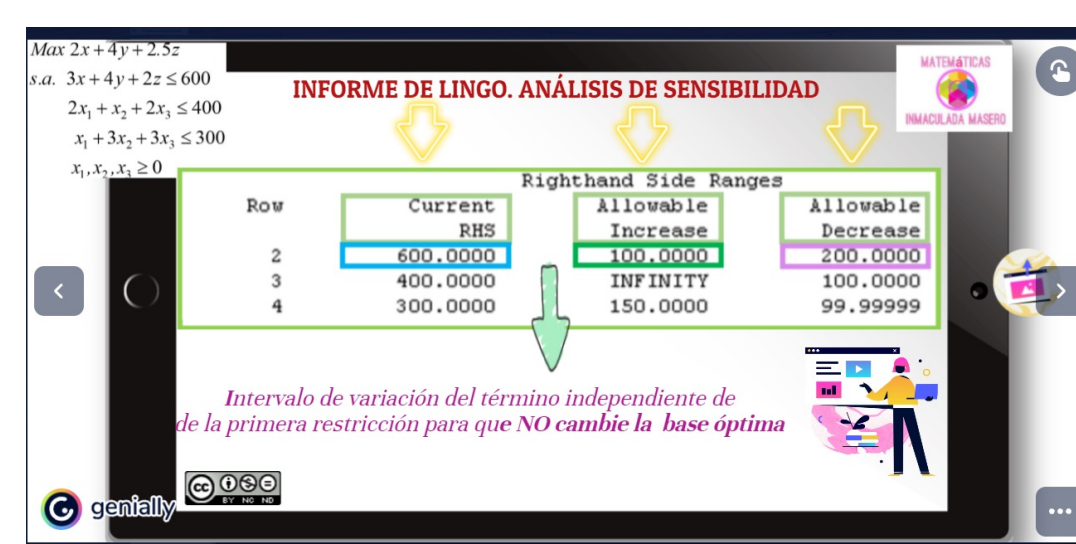 Max 2x + 4y + 2.5z
s.a. 3x + 4y + 2z ≤ 600
2x₁ + x₂ + 2x₃ ≤ 400
x₁ + 3x₂ + 3x₃ ≤ 300
x₁, x₂, x₃ ≥ 0
INFORME DE LINGO. ANÁLISIS DE SENSIBILIDAD
MATEMÁTICAS
INMACULADA MASERO
Righthand Side Ranges
Row Current Allowable Allowable
RHS Increase Decrease
2 600.0000 100.0000 200.0000
3 400.0000 INFINITY 100.0000
4 300.0000 150.0000 99.99999
Intervalo de variación del término independiente de
de la primera restricción para que NO cambie la base óptima
cc BY NC ND
genially